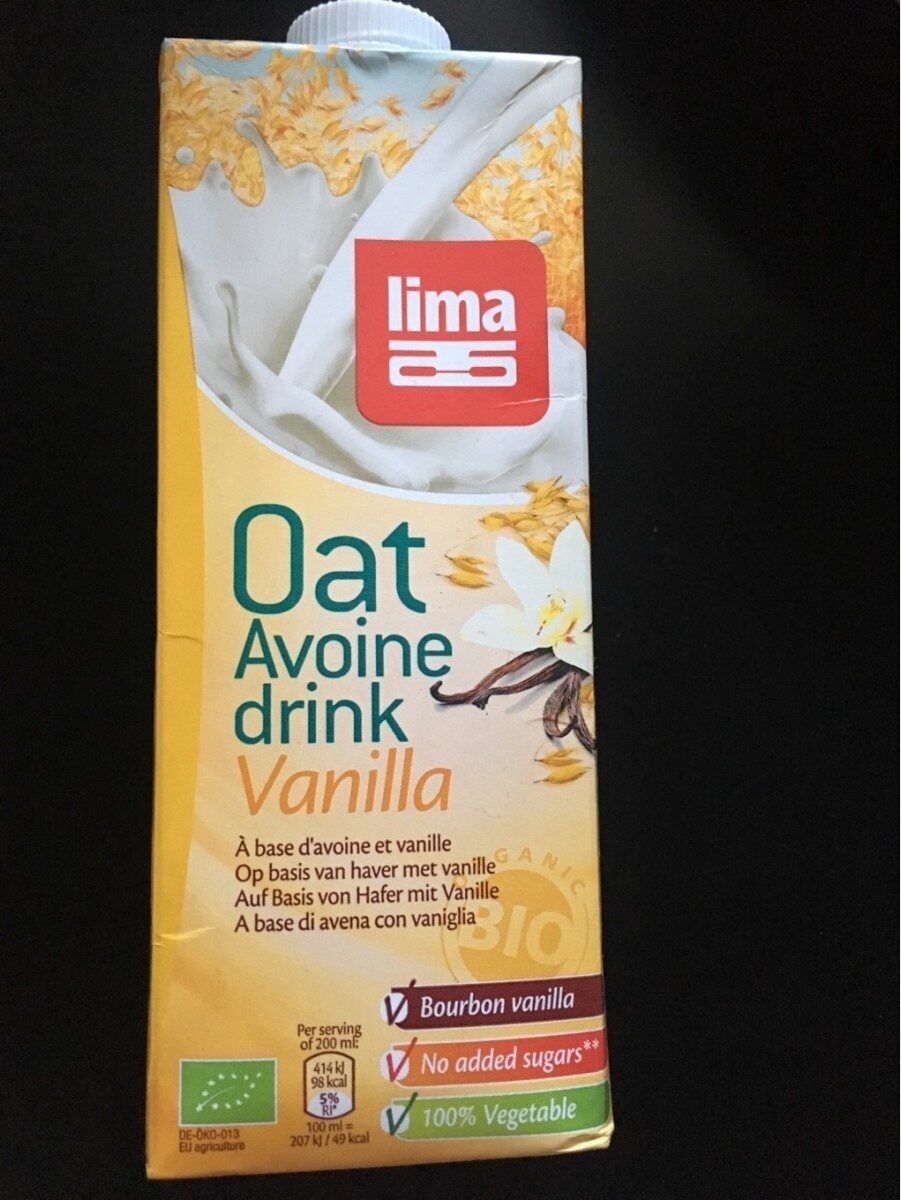 lima
Oat
Avoine
drink
Vanilla
À base d'avoine et vanille
Op basis van haver met vanille
Auf Basis von Hafer mit Vanille
A base di avena con vaniglia
ORGANIC
BIO
Bourbon vanilla
No added sugars**
100% Vegetable
Per serving
of 200 ml:
414 kJ
98 kcal
5%
RI*
100 ml =
207 kJ / 49 kcal
DE-ÖKO-013
EU agriculture